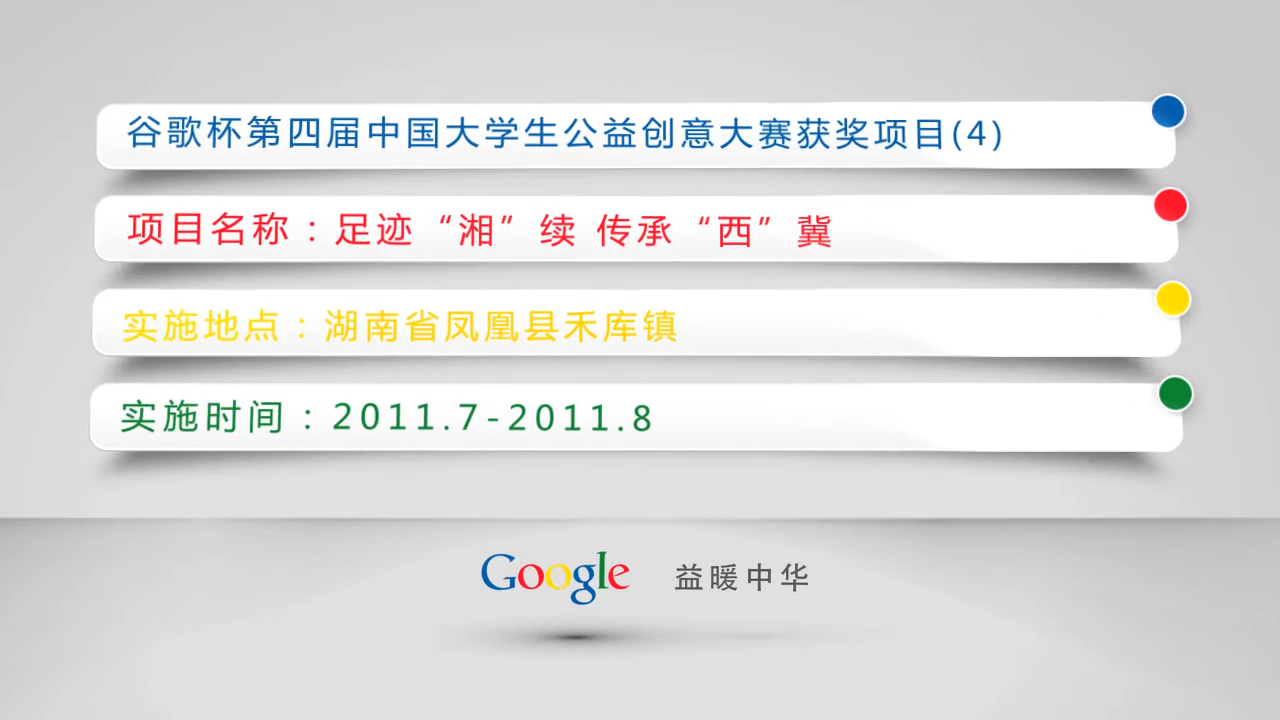 谷歌杯第四届中国大学生公益创意大赛获奖项目(4)
项目名称：足迹“湘”续 传承“西”冀
实施地点：湖南省凤凰县禾库镇
实施时间：2011.7-2011.8
Google 益暖中华